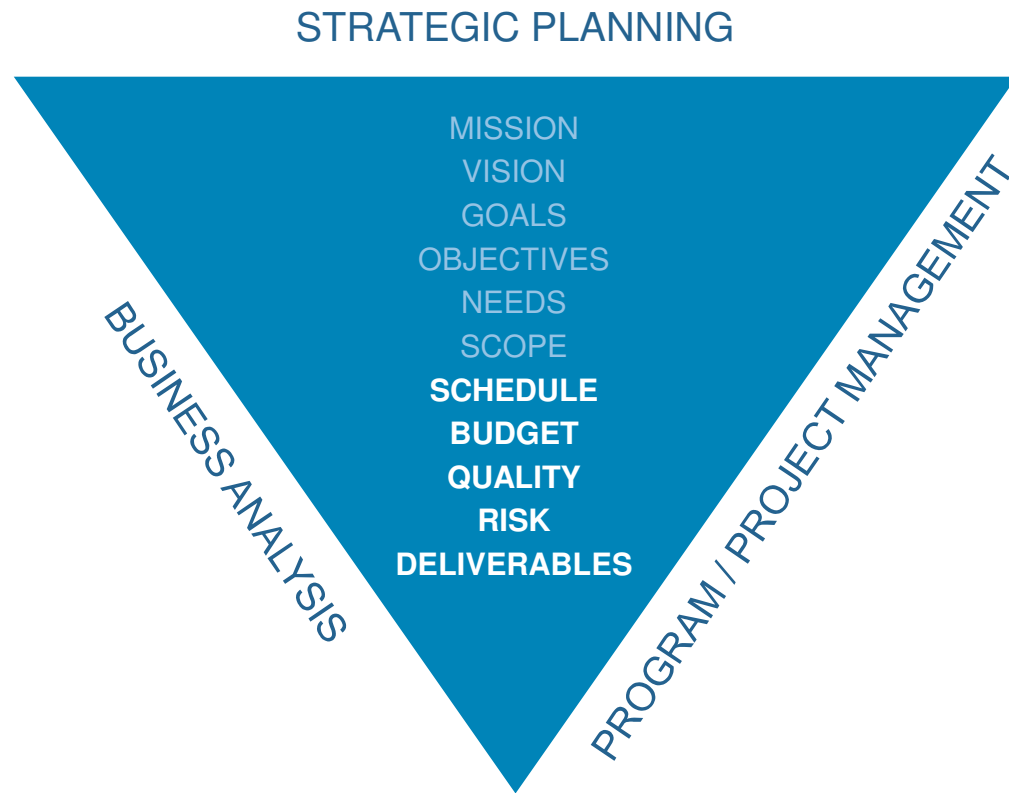 STRATEGIC PLANNING
MISSION
VISION
GOALS
OBJECTIVES
NEEDS
SCOPE
SCHEDULE
BUDGET
QUALITY
RISK
DELIVERABLES
BUSINESS ANALYSIS
PROGRAM / PROJECT MANAGEMENT